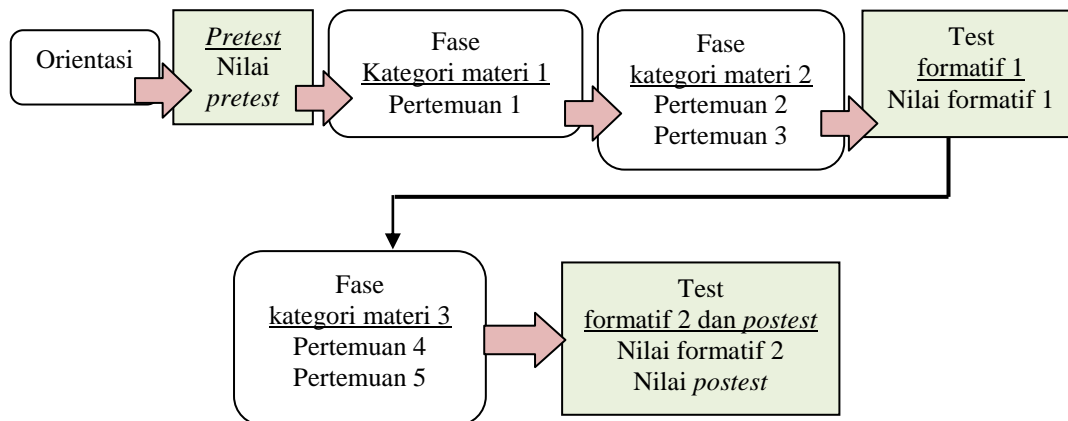 Orientasi
Pretest
Nilai
pretest
Fase
Kategori materi 1
Pertemuan 1
Fase
kategori materi 2
Pertemuan 2
Pertemuan 3
Test
formatif 1
Nilai formatif 1
Fase
kategori materi 3
Pertemuan 4
Pertemuan 5
Test
formatif 2 dan postest
Nilai formatif 2
Nilai postest